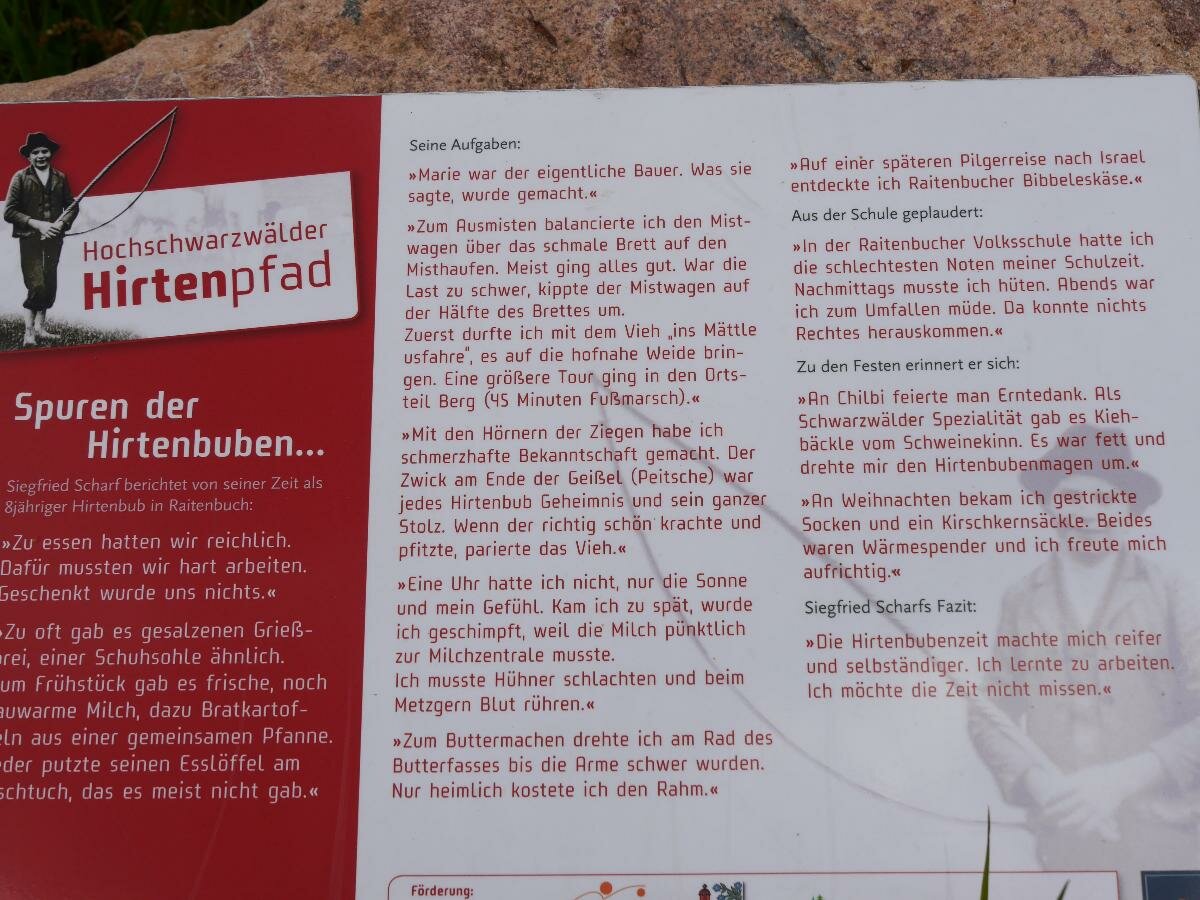 Hochschwarzwälder
Hirtenpfad
Spuren der
Hirtenbuben...
Siegfried Scharf berichtet von seiner Zeit als
8jähriger Hirtenbub in Raitenbuch:
»Zu essen hatten wir reichlich.
Dafür mussten wir hart arbeiten.
Geschenkt wurde uns nichts.«
»Zu oft gab es gesalzenen Grieß-
brei, einer Schuhsohle ähnlich.
Zum Frühstück gab es frische, noch
lauwarme Milch, dazu Bratkartof-
feln aus einer gemeinsamen Pfanne.
Jeder putzte seinen Esslöffel am
Tischtuch, das es meist nicht gab.«
Seine Aufgaben:
»Marie war der eigentliche Bauer. Was sie
sagte, wurde gemacht.«
»Zum Ausmisten balancierte ich den Mist-
wagen über das schmale Brett auf den
Misthaufen. Meist ging alles gut. War die
Last zu schwer, kippte der Mistwagen auf
der Hälfte des Brettes um.
Zuerst durfte ich mit dem Vieh „ins Mättle
usfahre“, es auf die hofnahe Weide brin-
gen. Eine größere Tour ging in den Orts-
teil Berg (45 Minuten Fußmarsch).«
»Mit den Hörnern der Ziegen habe ich
schmerzhafte Bekanntschaft gemacht. Der
Zwick am Ende der Geißel (Peitsche) war
jedes Hirtenbub Geheimnis und sein ganzer
Stolz. Wenn der richtig schön krachte und
pfitzte, parierte das Vieh.«
»Eine Uhr hatte ich nicht, nur die Sonne
und mein Gefühl. Kam ich zu spät, wurde
ich geschimpft, weil die Milch pünktlich
zur Milchzentrale musste.
Ich musste Hühner schlachten und beim
Metzgern Blut rühren.«
»Zum Buttermachen drehte ich am Rad des
Butterfasses bis die Arme schwer wurden.
Nur heimlich kostete ich den Rahm.«
»Auf einer späteren Pilgerreise nach Israel
entdeckte ich Raitenbucher Bibbeleskäse.«
Aus der Schule geplaudert:
»In der Raitenbucher Volksschule hatte ich
die schlechtesten Noten meiner Schulzeit.
Nachmittags musste ich hüten. Abends war
ich zum Umfallen müde. Da konnte nichts
Rechtes herauskommen.«
Zu den Festen erinnert er sich:
»An Chilbi feierte man Erntedank. Als
Schwarzwälder Spezialität gab es Kieh-
bäckle vom Schweinekinn. Es war fett und
drehte mir den Hirtenbubenmagen um.«
»An Weihnachten bekam ich gestrickte
Socken und ein Kirschkernsäckle. Beides
waren Wärmespender und ich freute mich
aufrichtig.«
Siegfried Scharfs Fazit:
»Die Hirtenbubenzeit machte mich reifer
und selbständiger. Ich lernte zu arbeiten.
Ich möchte die Zeit nicht missen.«
Förderung: